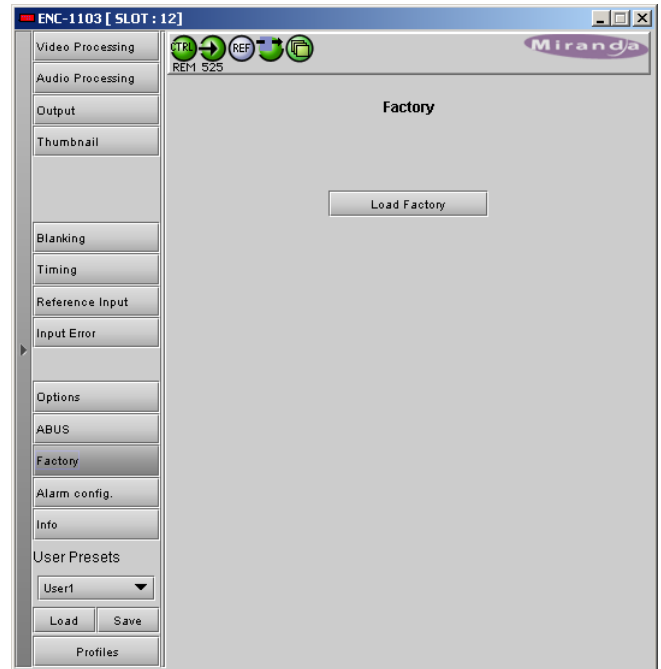 ENC-1103 [ SLOT : 12]
Video Processing
Audio Processing
Output
Thumbnail
Blanking
Timing
Reference Input
Input Error
Options
ABUS
Factory
Alarm config.
Info
User Presets
User1
Load Save
Profiles
CTRL REF
REM 525
Miranda
Factory
Load Factory